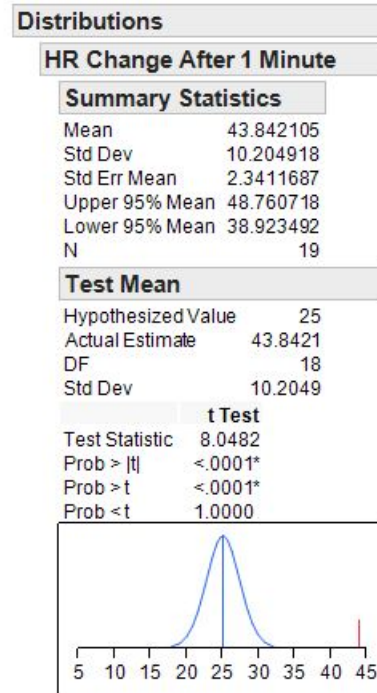 Distributions
HR Change After 1 Minute
Summary Statistics
Mean 43.842105
Std Dev 10.204918
Std Err Mean 2.3411687
Upper 95% Mean 48.760718
Lower 95% Mean 38.923492
N 19
Test Mean
Hypothesized Value 25
Actual Estimate 43.8421
DF 18
Std Dev 10.2049
t Test
Test Statistic 8.0482
Prob > |t| <.0001*
Prob > t <.0001*
Prob < t 1.0000
5 10 15 20 25 30 35 40 45